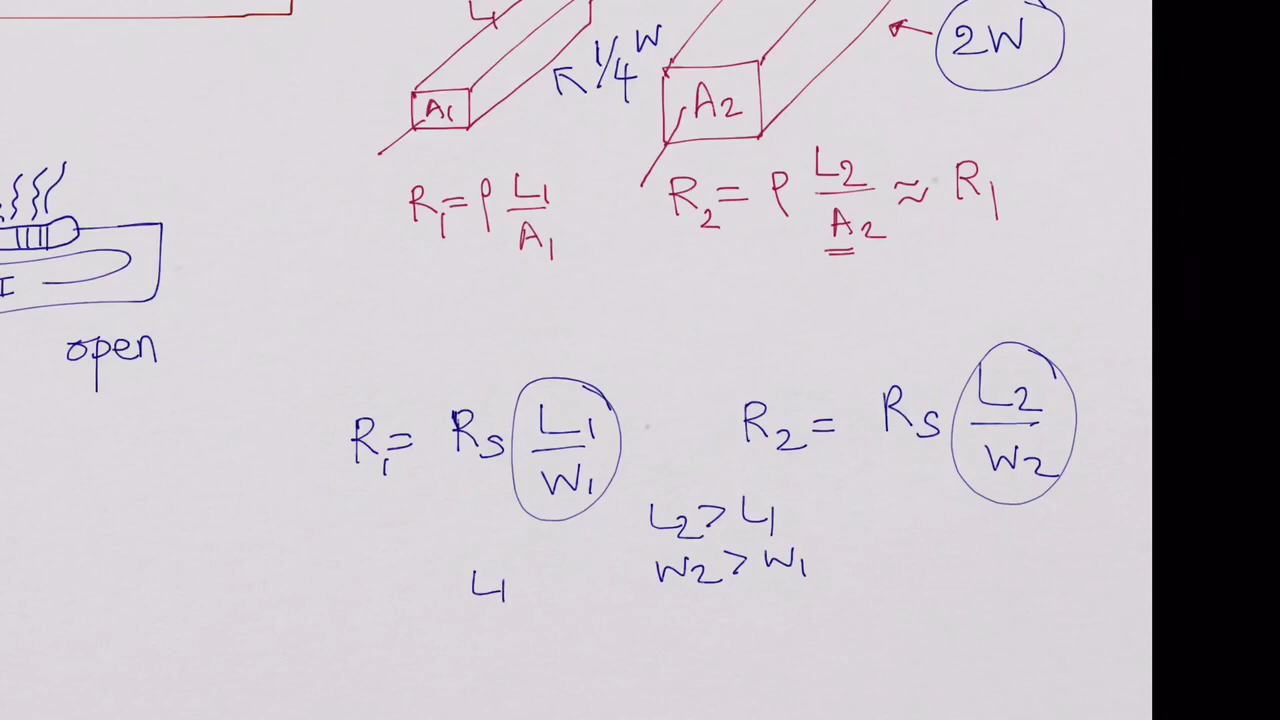 L1
1/4 W
2W
A1
A2
R1 = ρ L1/A1
R2 = ρ L2/A2 ≈ R1
I
open
R1 = Rs L1/W1
R2 = Rs L2/W2
L2 > L1
W2 > W1
L1